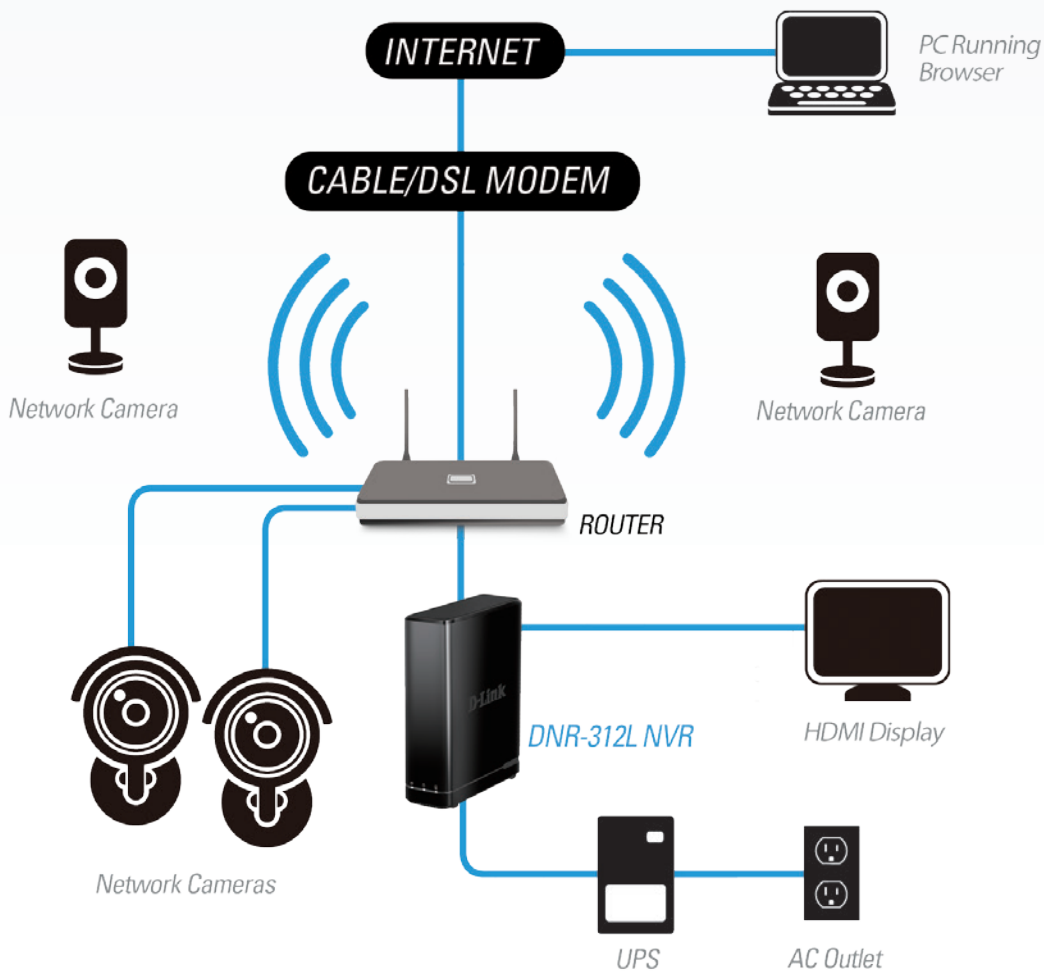 INTERNET
PC Running
Browser
CABLE/DSL MODEM
Network Camera
Network Camera
ROUTER
D-Link
DNR-312L NVR
HDMI Display
Network Cameras
UPS
AC Outlet